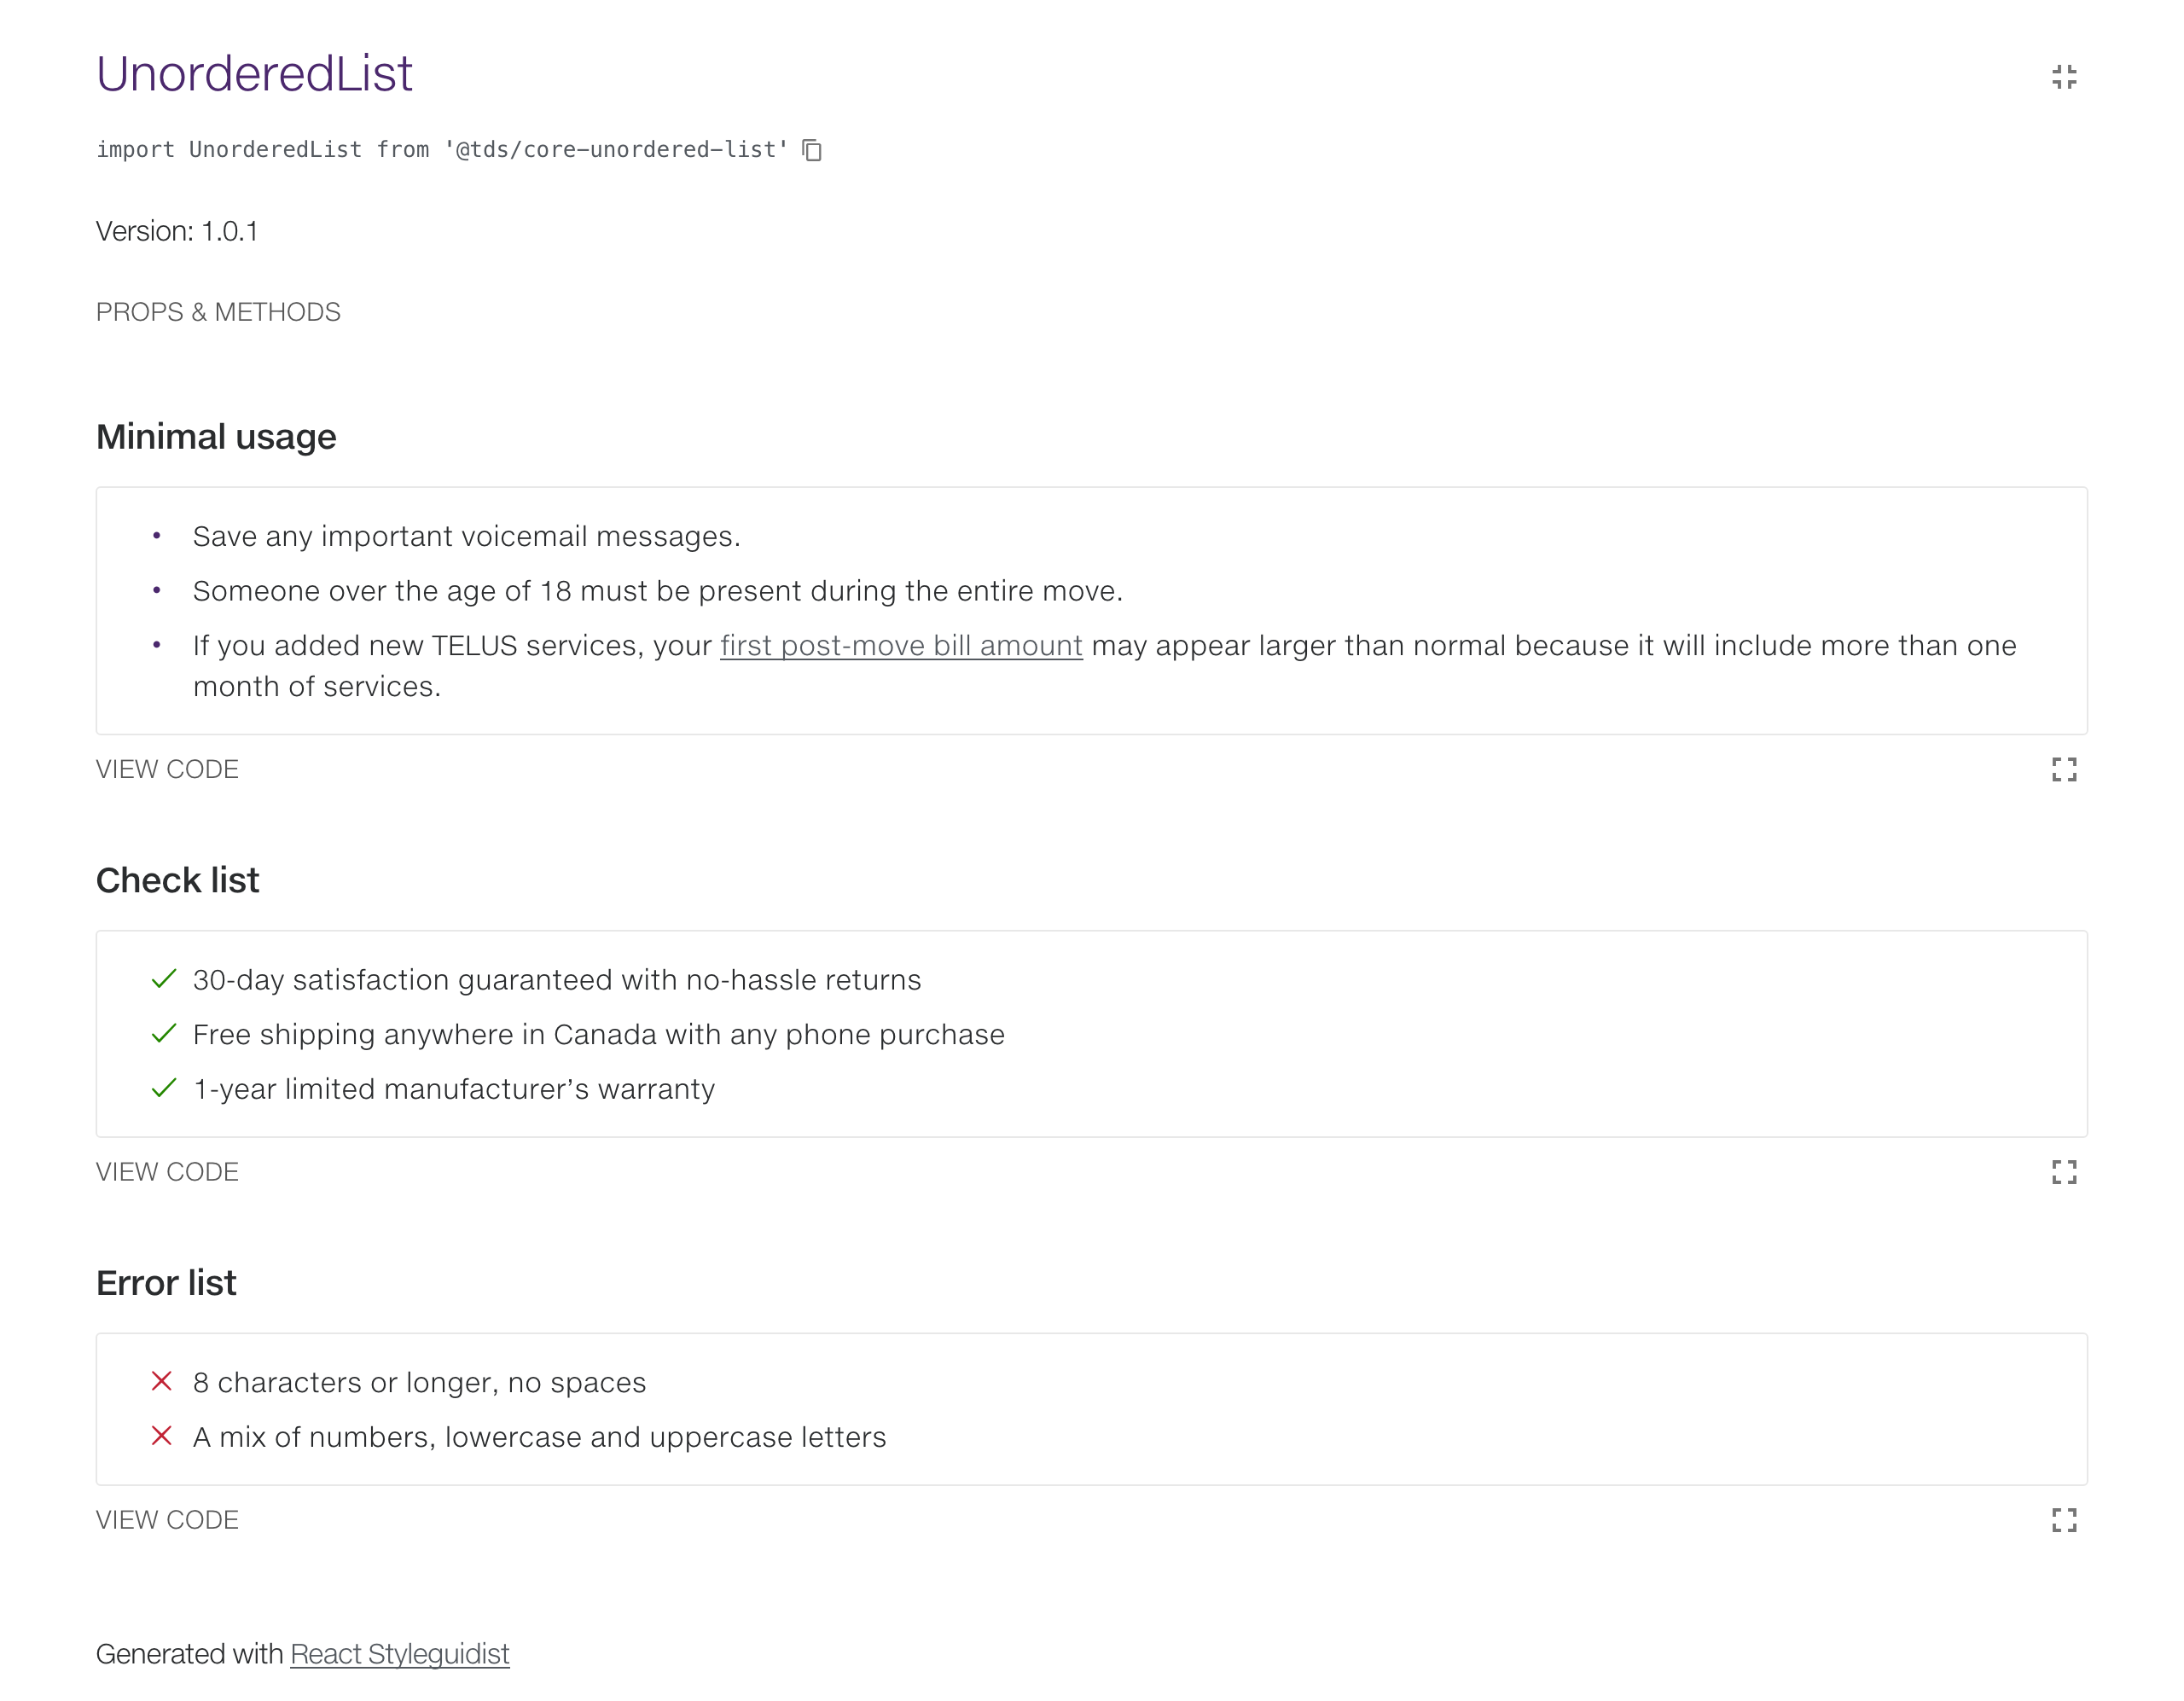 UnorderedList
import UnorderedList from '@tds/core-unordered-list'
Version: 1.0.1
PROPS & METHODS
Minimal usage
• Save any important voicemail messages.
• Someone over the age of 18 must be present during the entire move.
• If you added new TELUS services, your first post-move bill amount may appear larger than normal because it will include more than one
month of services.
VIEW CODE
Check list
30-day satisfaction guaranteed with no-hassle returns
Free shipping anywhere in Canada with any phone purchase
1-year limited manufacturer’s warranty
VIEW CODE
Error list
8 characters or longer, no spaces
A mix of numbers, lowercase and uppercase letters
VIEW CODE
Generated with React Styleguidist